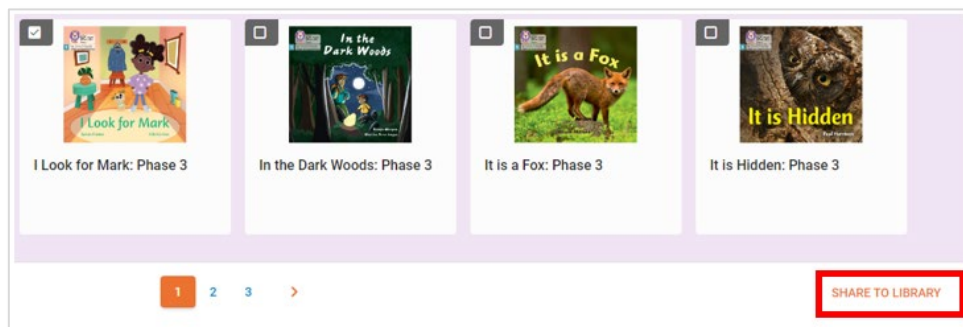 I Look for Mark
In the
Dark Woods
It is a Fox
It is Hidden
I Look for Mark: Phase 3
In the Dark Woods: Phase 3
It is a Fox: Phase 3
It is Hidden: Phase 3
1 2 3 >
SHARE TO LIBRARY